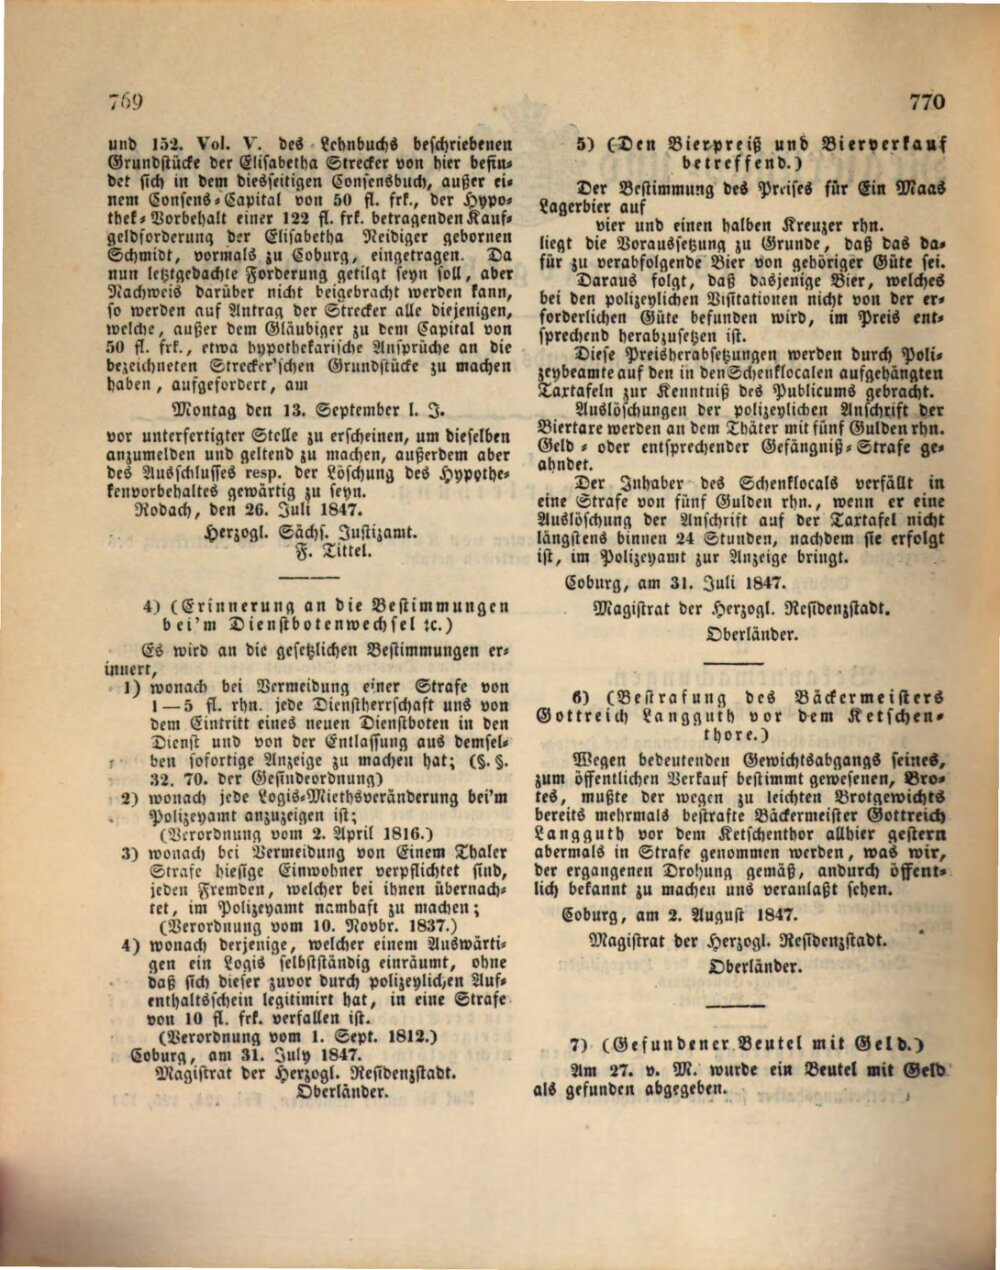 769
und 152. Vol. V. des Lehnbuchs beschriebenen
Grundstücke der Elisabetha Strecker von hier befin-
det sich in dem diesseitigen Consensbuch, außer ei-
nem Consens-Capital von 50 fl. frk., der Hypo-
thek-Vorbehalt einer 122 fl. frk. betragenden Kauf-
geldforderung der Elisabetha Neidiger gebornen
Schmidt, vormals zu Coburg, eingetragen. Da
nun letztgedachte Forderung getilgt seyn soll, aber
Nachweis darüber nicht beigebracht werden kann,
so werden auf Antrag der Strecker alle diejenigen,
welche, außer dem Gläubiger zu dem Capital von
50 fl. frk., etwa hypothekarische Ansprüche an die
bezeichneten Strecker'schen Grundstücke zu machen
haben, aufgefordert, am
Montag den 13. September l. J.
vor unterfertigter Stelle zu erscheinen, um dieselben
anzumelden und geltend zu machen, außerdem aber
des Ausschlusses resp. der Löschung des Hypothe-
kenvorbehaltes gewärtig zu seyn.
Rodach, den 26. Juli 1847.
Herzogl. Sächs. Justizamt.
F. Tittel.
4) (Erinnerung an die Bestimmungen
bei'm Dienstbotenwechsel ꝛc.)
Es wird an die gesetzlichen Bestimmungen er-
innert,
1) wonach bei Vermeidung einer Strafe von
1—5 fl. rhn. jede Dienstherrschaft uns von
dem Eintritt eines neuen Dienstboten in den
Dienst und von der Entlassung aus demsel-
ben sofortige Anzeige zu machen hat; (§. §.
32. 70. der Gesindeordnung)
2) wonach jede Logis-Miethsveränderung bei'm
Polizeyamt anzuzeigen ist;
(Verordnung vom 2. April 1816.)
3) wonach bei Vermeidung von Einem Thaler
Strafe hiesige Einwohner verpflichtet sind,
jeden Fremden, welcher bei ihnen übernach-
tet, im Polizeyamt namhaft zu machen;
(Verordnung vom 10. Novbr. 1837.)
4) wonach derjenige, welcher einem Auswärti-
gen ein Logis selbstständig einräumt, ohne
daß sich dieser zuvor durch polizeylichen Auf-
enthaltsschein legitimirt hat, in eine Strafe
von 10 fl. frk. verfallen ist.
(Verordnung vom 1. Sept. 1812.)
Coburg, am 31. July 1847.
Magistrat der Herzogl. Residenzstadt.
Oberländer.
770
5) (Den Bierpreiß und Bierverkauf
betreffend.)
Der Bestimmung des Preises für Ein Maas
Lagerbier auf
vier und einen halben Kreuzer rhn.
liegt die Voraussetzung zu Grunde, daß das da-
für zu verabfolgende Bier von gehöriger Güte sei.
Daraus folgt, daß dasjenige Bier, welches
bei den polizeylichen Visitationen nicht von der er-
forderlichen Güte befunden wird, im Preis ent-
sprechend herabzusetzen ist.
Diese Preisherabsetzungen werden durch Poli-
zeybeamte auf den in den Schenklocalen aufgehängten
Taxtafeln zur Kenntniß des Publicums gebracht.
Auslöschungen der polizeylichen Anschrift der
Biertaxe werden an dem Thäter mit fünf Gulden rhn.
Geld- oder entsprechender Gefängniß-Strafe ge-
ahndet.
Der Inhaber des Schenklocals verfällt in
eine Strafe von fünf Gulden rhn., wenn er eine
Auslöschung der Anschrift auf der Taxtafel nicht
längstens binnen 24 Stunden, nachdem sie erfolgt
ist, im Polizeyamt zur Anzeige bringt.
Coburg, am 31. Juli 1847.
Magistrat der Herzogl. Residenzstadt.
Oberländer.
6) (Bestrafung des Bäckermeisters
Gottreich Langguth vor dem Ketschen-
thore.)
Wegen bedeutenden Gewichtsabgangs seines,
zum öffentlichen Verkauf bestimmt gewesenen, Bro-
tes, mußte der wegen zu leichten Brotgewichts
bereits mehrmals bestrafte Bäckermeister Gottreich
Langguth vor dem Ketschenthor allhier gestern
abermals in Strafe genommen werden, was wir,
der ergangenen Drohung gemäß, andurch öffent-
lich bekannt zu machen uns veranlaßt sehen.
Coburg, am 2. August 1847.
Magistrat der Herzogl. Residenzstadt.
Oberländer.
7) (Gefundener Beutel mit Geld.)
Am 27. v. M. wurde ein Beutel mit Geld
als gefunden abgegeben.